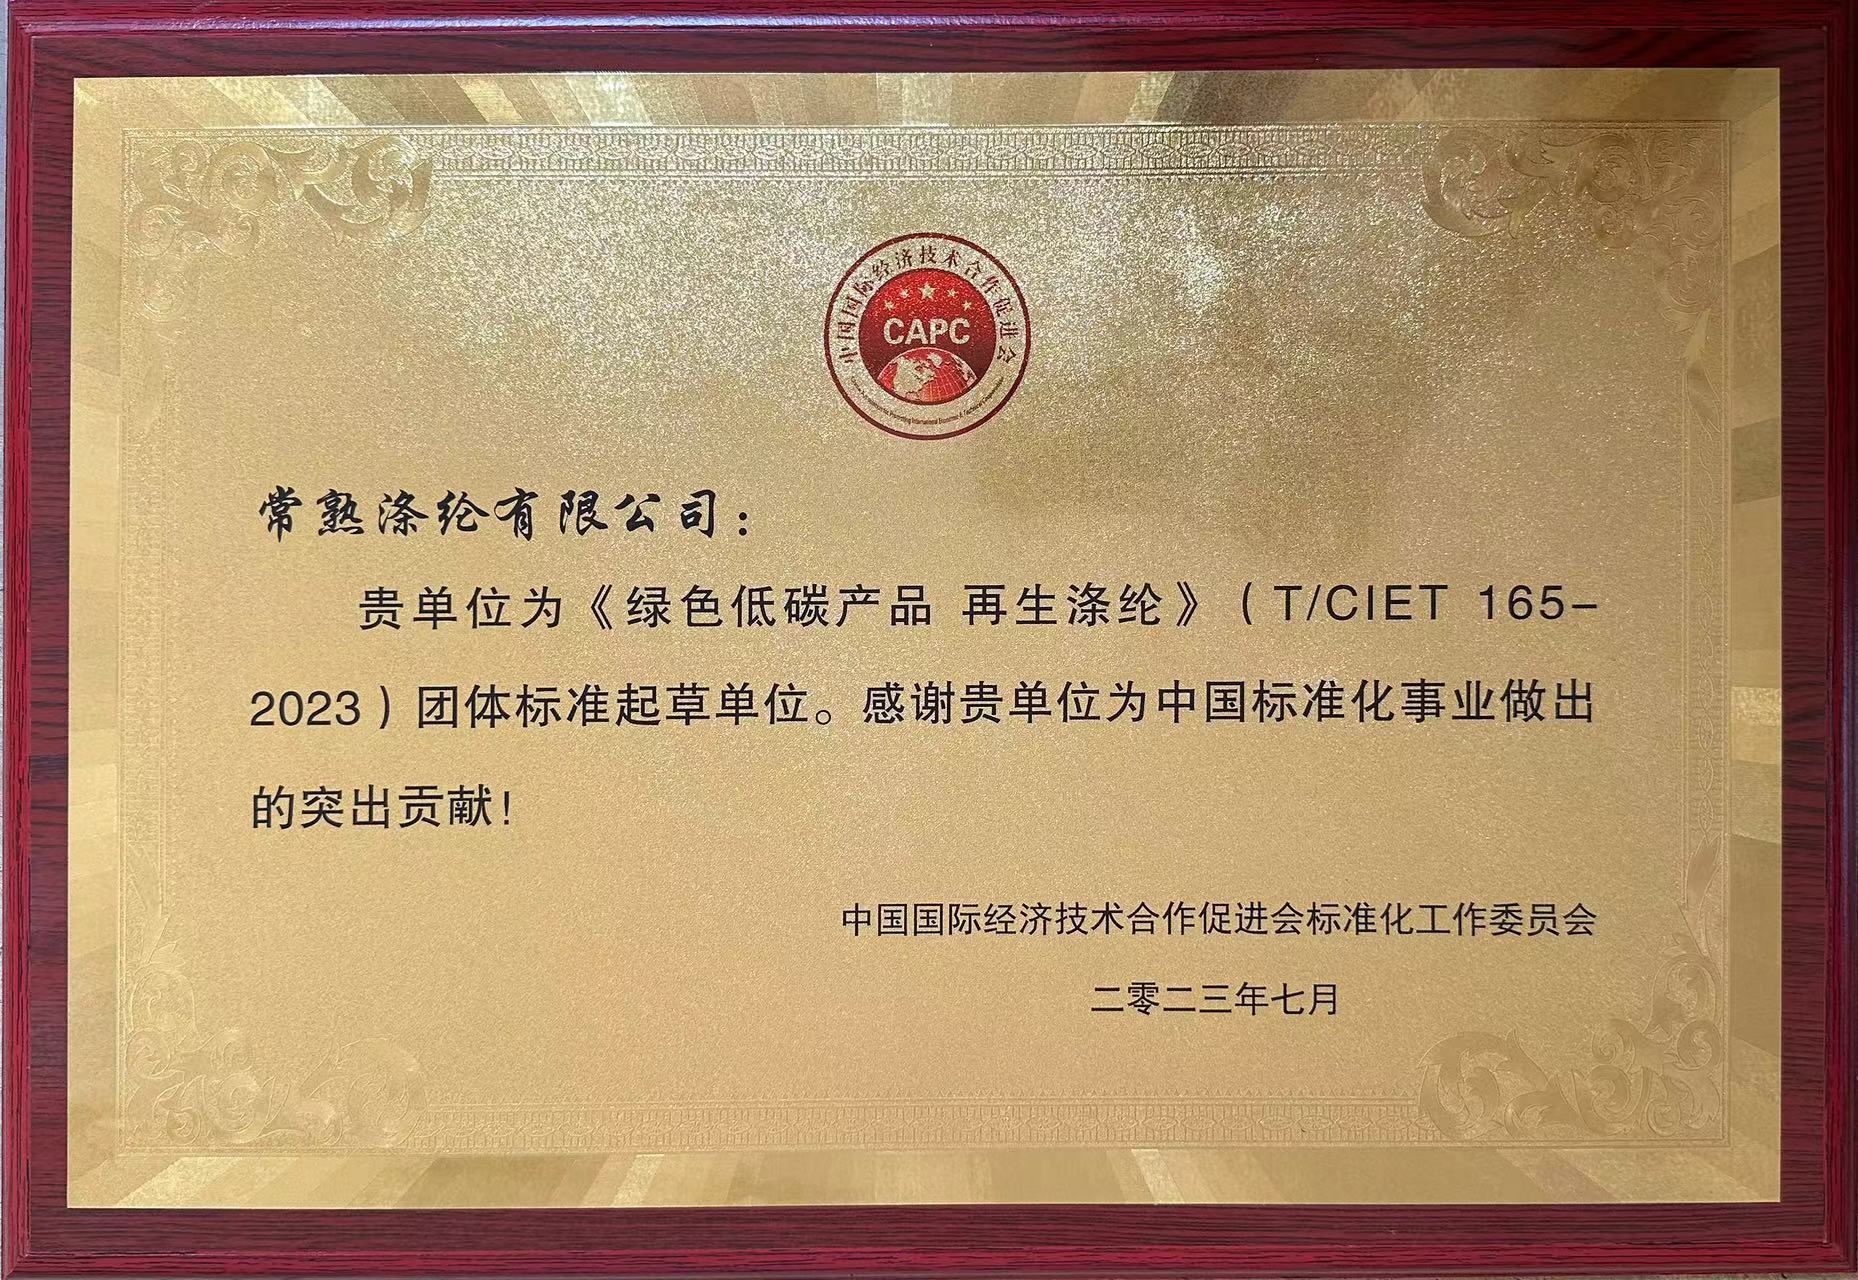 中国国际经济技术合作促进会
CAPC
常熟涤纶有限公司：
贵单位为《绿色低碳产品 再生涤纶》（T/CIET 165-
2023）团体标准起草单位。感谢贵单位为中国标准化事业做出
的突出贡献！
中国国际经济技术合作促进会标准化工作委员会
二零二三年七月